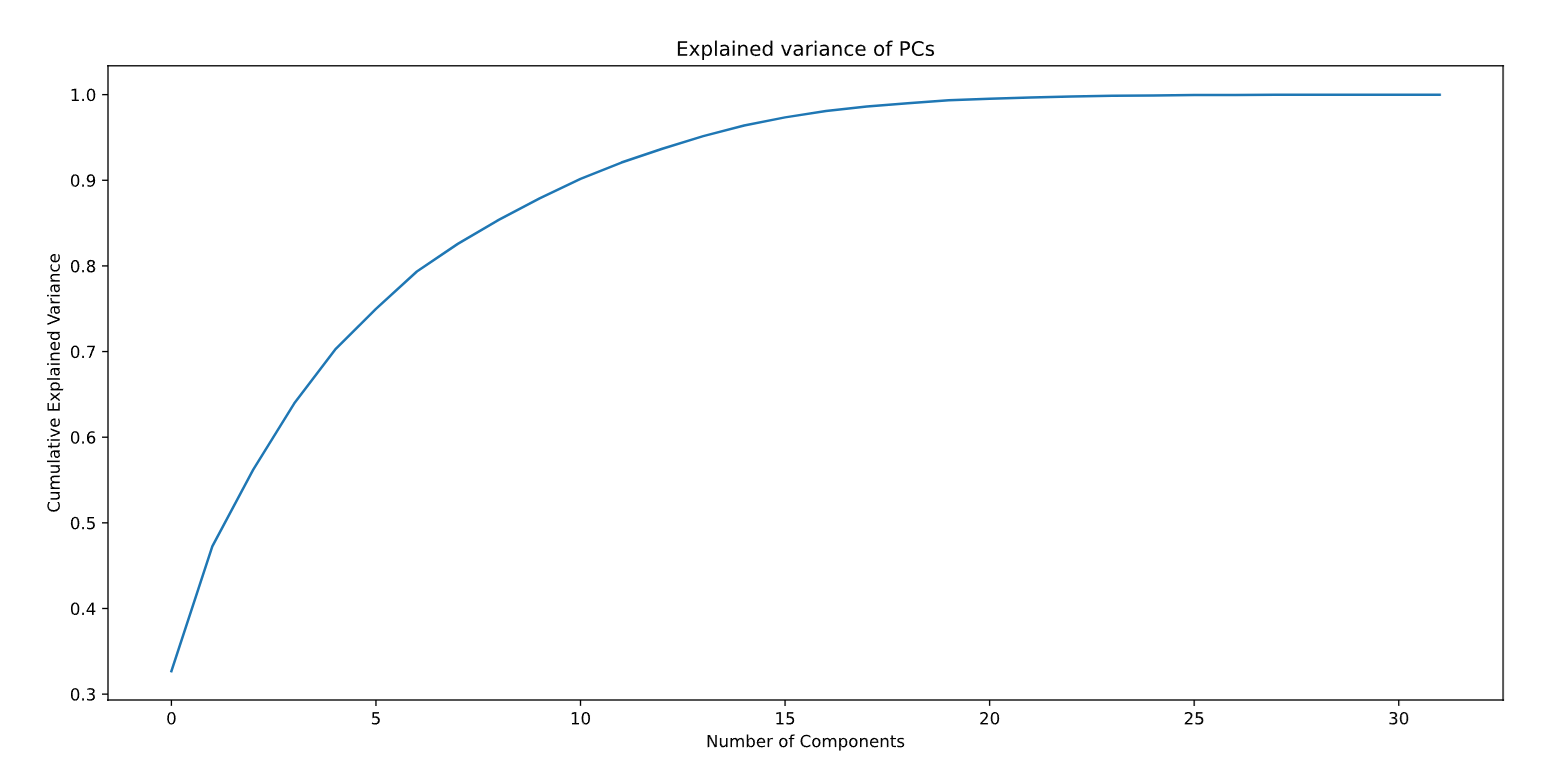 Explained variance of PCs
Cumulative Explained Variance
1.0
0.9
0.8
0.7
0.6
0.5
0.4
0.3
0 5 10 15 20 25 30
Number of Components